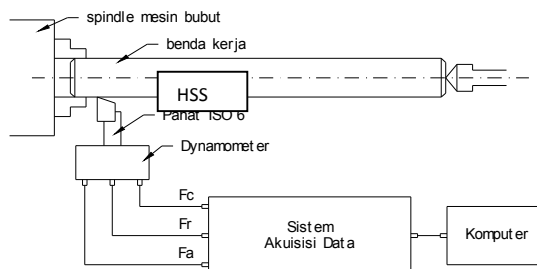 spindle mesin bubut
benda kerja
HSS
Pahat ISO 6
Dynamometer
Fc
Fr
Fa
Sistem
Akuisisi Data
Komputer